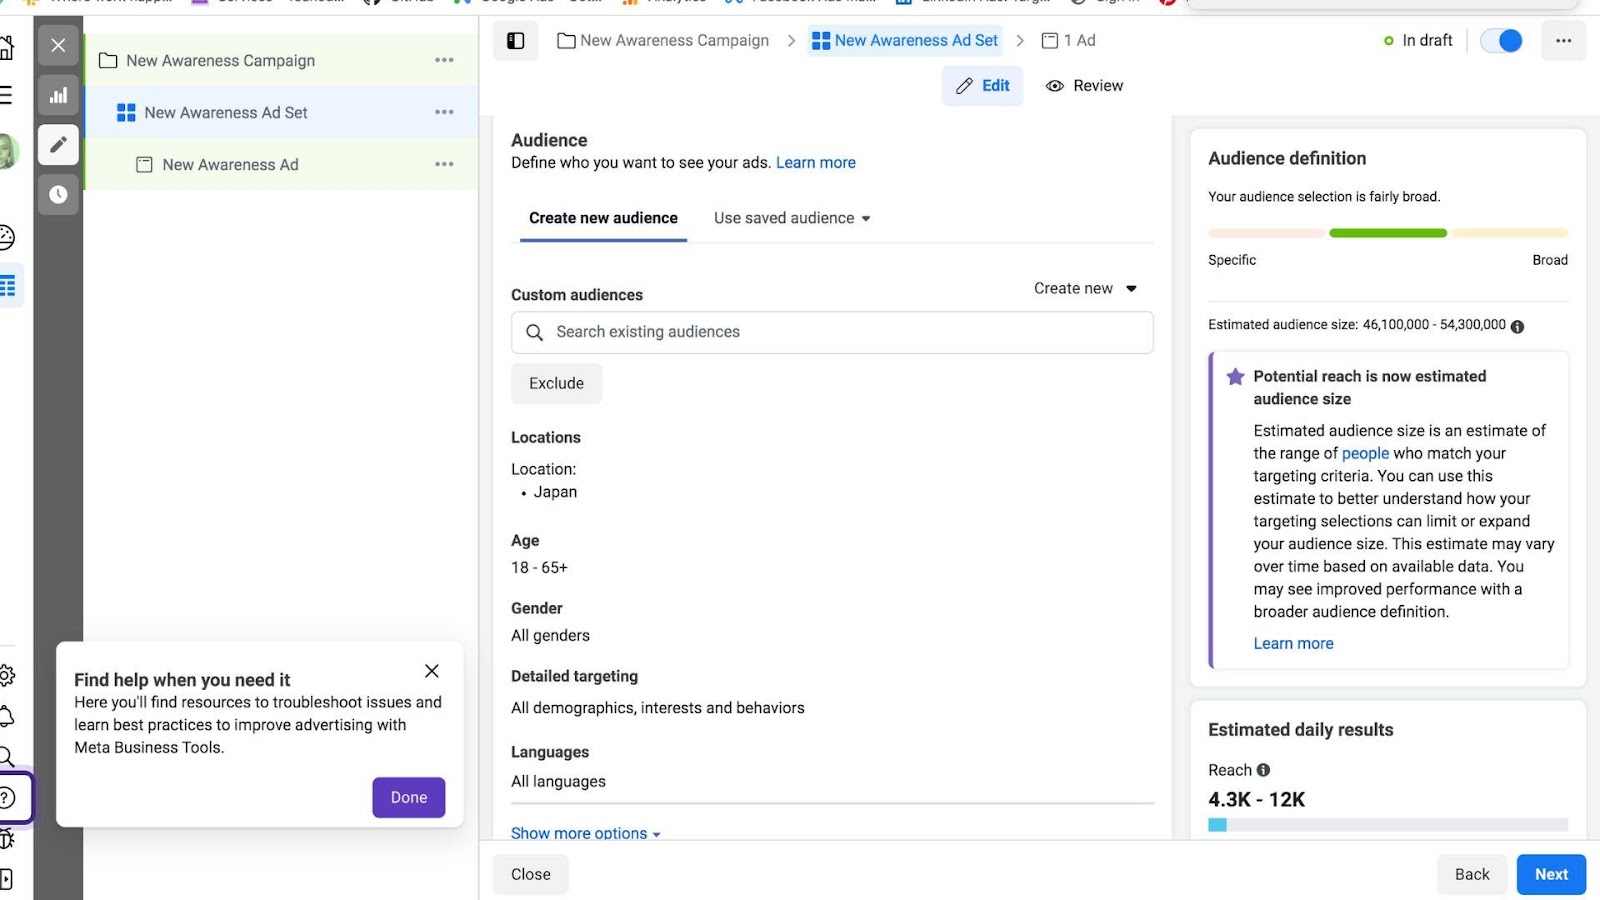 New Awareness Campaign
New Awareness Ad Set
1 Ad
In draft
Edit
Review
New Awareness Campaign
New Awareness Ad Set
New Awareness Ad
Audience
Define who you want to see your ads. Learn more
Create new audience
Use saved audience
Custom audiences
Create new
Search existing audiences
Exclude
Locations
Location:
• Japan
Age
18 - 65+
Gender
All genders
Detailed targeting
All demographics, interests and behaviors
Languages
All languages
Show more options
Find help when you need it
Here you'll find resources to troubleshoot issues and
learn best practices to improve advertising with
Meta Business Tools.
Done
Audience definition
Your audience selection is fairly broad.
Specific
Broad
Estimated audience size: 46,100,000 - 54,300,000
Potential reach is now estimated
audience size
Estimated audience size is an estimate of
the range of people who match your
targeting criteria. You can use this
estimate to better understand how your
targeting selections can limit or expand
your audience size. This estimate may vary
over time based on available data. You
may see improved performance with a
broader audience definition.
Learn more
Estimated daily results
Reach
4.3K - 12K
Close
Back
Next